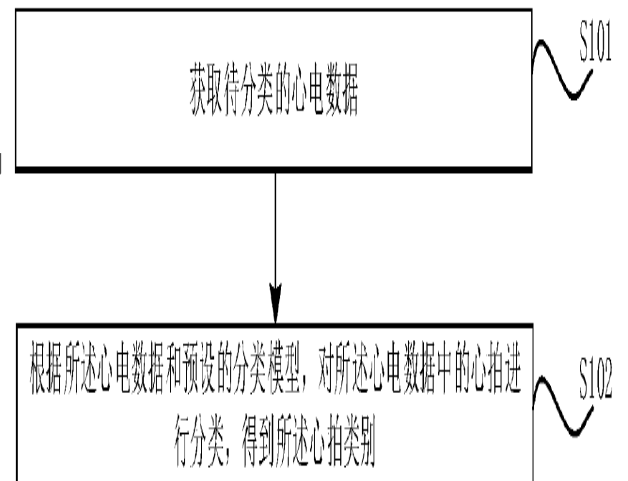 S101
获取待分类的心电数据
根据所述心电数据和预设的分类模型，对所述心电数据中的心拍进
行分类，得到所述心拍类别
S102